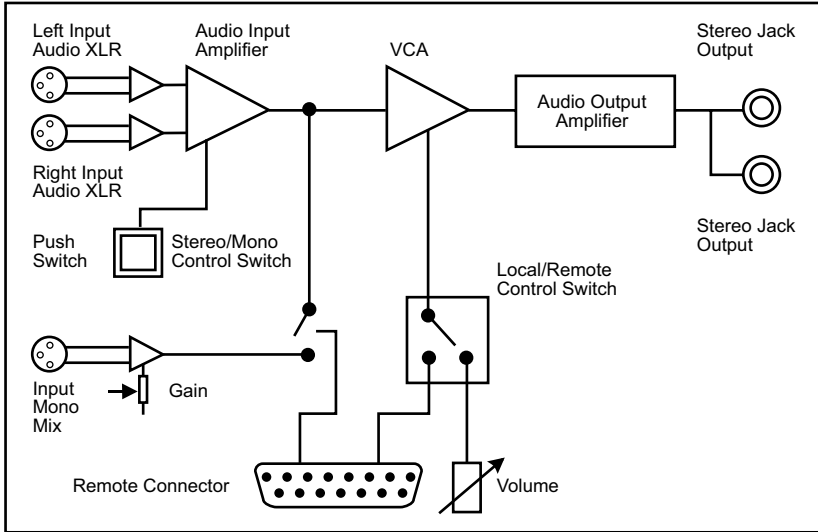 Left Input
Audio XLR
Audio Input
Amplifier
VCA
Stereo Jack
Output
Audio Output
Amplifier
Right Input
Audio XLR
Stereo Jack
Output
Push
Switch
Stereo/Mono
Control Switch
Local/Remote
Control Switch
Input
Mono
Mix
Gain
Remote Connector
Volume